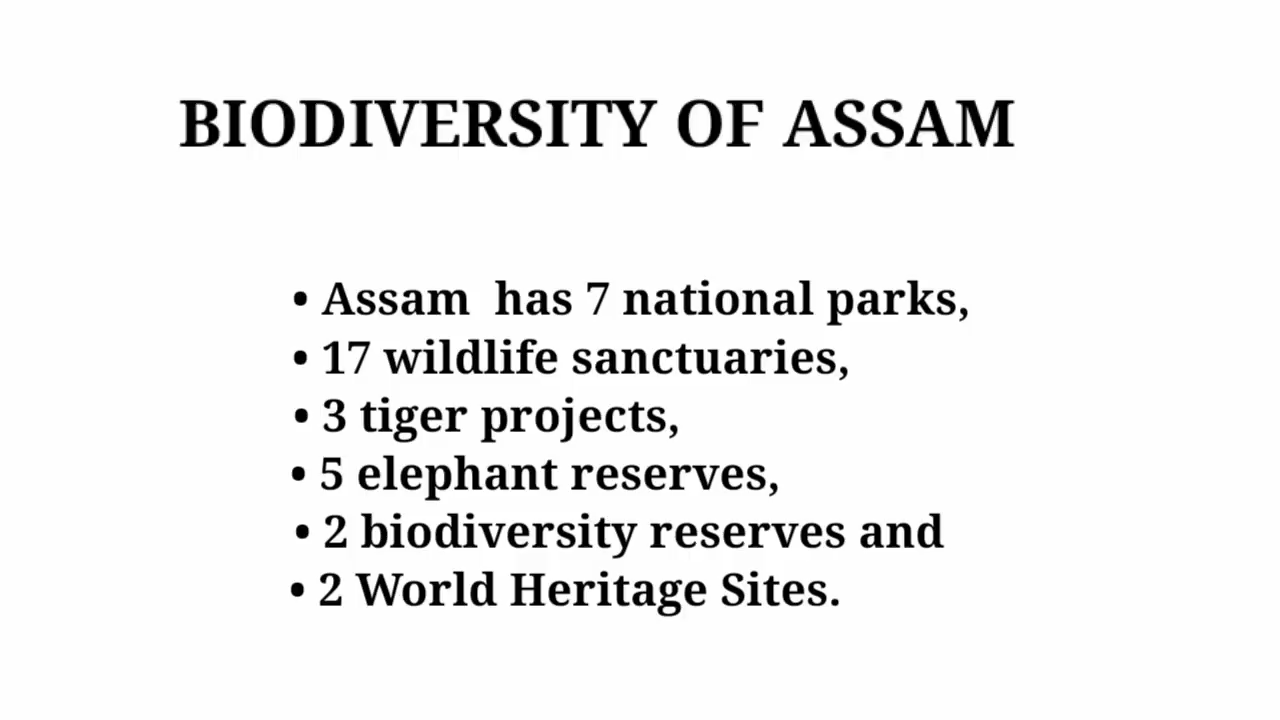 BIODIVERSITY OF ASSAM
• Assam has 7 national parks,
• 17 wildlife sanctuaries,
• 3 tiger projects,
• 5 elephant reserves,
• 2 biodiversity reserves and
• 2 World Heritage Sites.